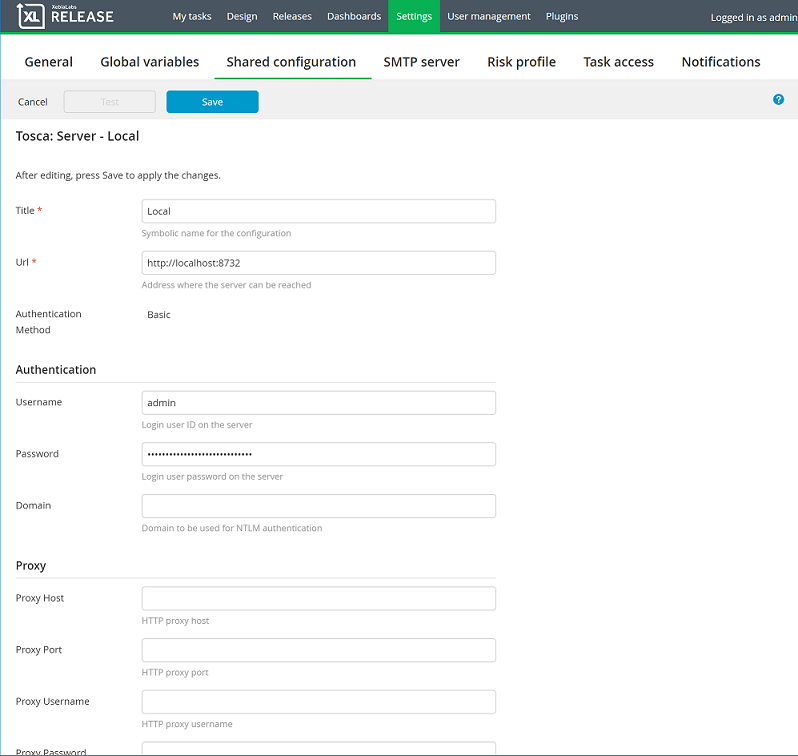 XL XebiaLabs RELEASE My tasks Design Releases Dashboards Settings User management Plugins Logged in as admin
General Global variables Shared configuration SMTP server Risk profile Task access Notifications
Cancel Test Save ?
Tosca: Server - Local
After editing, press Save to apply the changes.
Title * Local
Symbolic name for the configuration
Url * http://localhost:8732
Address where the server can be reached
Authentication Method Basic
Authentication
Username admin
Login user ID on the server
Password •••••••••••••••••••••••••••••
Login user password on the server
Domain
Domain to be used for NTLM authentication
Proxy
Proxy Host
HTTP proxy host
Proxy Port
HTTP proxy port
Proxy Username
HTTP proxy username
Proxy Password